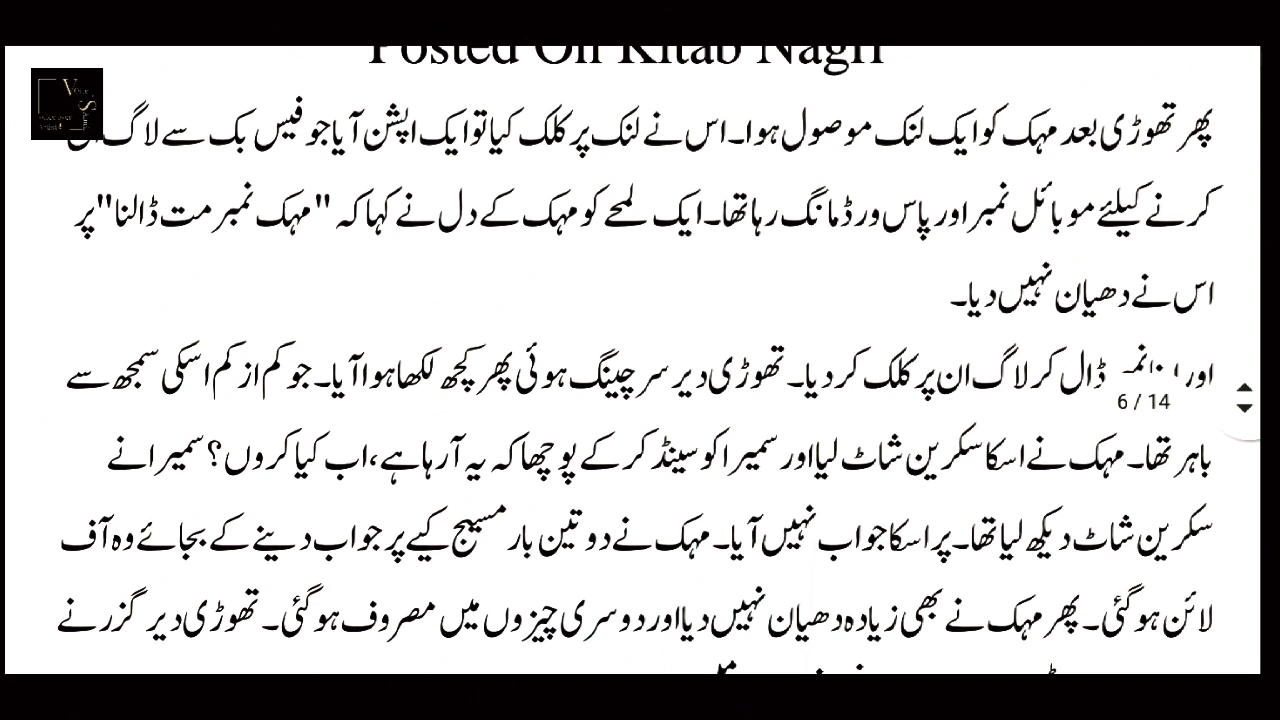 Posted On Kitab Nagri
پھر تھوڑی بعد مہک کو ایک لنک موصول ہوا۔ اس نے لنک پر کلک کیا تو ایک اپشن آیا جو فیس بک سے لاگ ان
کرنے کیلئے موبائل نمبر اور پاس ورڈ مانگ رہا تھا۔ ایک لمحے کو مہک کے دل نے کہا کہ "مہک نمبر مت ڈالنا" پر
اس نے دھیان نہیں دیا۔
اور ڈال کر لاگ ان پر کلک کر دیا۔ تھوڑی دیر سرچینگ ہوئی پھر کچھ لکھا ہوا آیا۔ جو کم از کم اسکی سمجھ سے
6 / 14
باہر تھا۔ مہک نے اسکا سکرین شاٹ لیا اور سمیرا کو سینڈ کر کے پوچھا کہ یہ آرہا ہے، اب کیا کروں؟ سمیرا نے
سکرین شاٹ دیکھ لیا تھا۔ پر اسکا جواب نہیں آیا۔ مہک نے دو تین بار مسیج کیے پر جواب دینے کے بجائے وہ آف
لائن ہو گئی۔ پھر مہک نے بھی زیادہ دھیان نہیں دیا اور دوسری چیزوں میں مصروف ہو گئی۔ تھوڑی دیر گزرنے